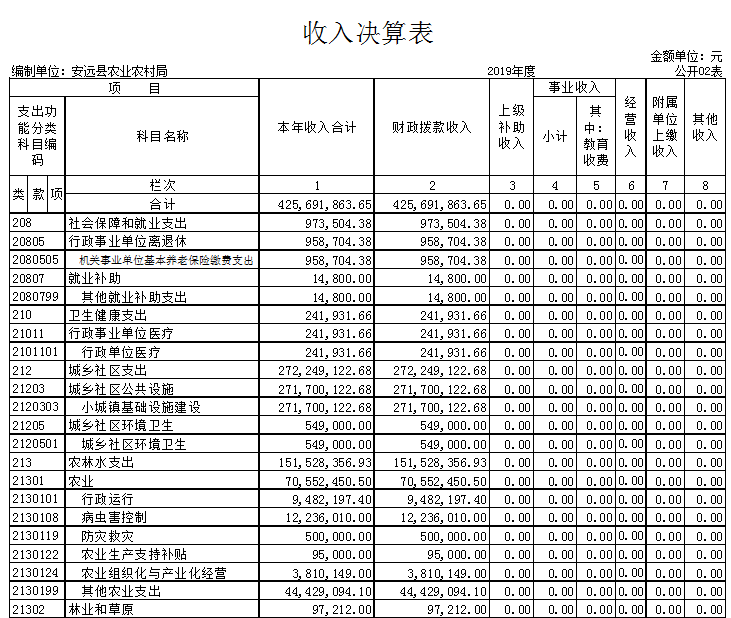 收入决算表
金额单位：元
编制单位：安远县农业农村局 2019年度 公开02表
项 目 本年收入合计 财政拨款收入 上级补助收入 事业收入 经营收入 附属单位上缴收入 其他收入
支出功能分类科目编码 科目名称 小计 其中：教育收费
类 款 项 栏次 1 2 3 4 5 6 7 8
合计 425,691,863.65 425,691,863.65 0.00 0.00 0.00 0.00 0.00 0.00
208 社会保障和就业支出 973,504.38 973,504.38 0.00 0.00 0.00 0.00 0.00 0.00
20805 行政事业单位离退休 958,704.38 958,704.38 0.00 0.00 0.00 0.00 0.00 0.00
2080505 机关事业单位基本养老保险缴费支出 958,704.38 958,704.38 0.00 0.00 0.00 0.00 0.00 0.00
20807 就业补助 14,800.00 14,800.00 0.00 0.00 0.00 0.00 0.00 0.00
2080799 其他就业补助支出 14,800.00 14,800.00 0.00 0.00 0.00 0.00 0.00 0.00
210 卫生健康支出 241,931.66 241,931.66 0.00 0.00 0.00 0.00 0.00 0.00
21011 行政事业单位医疗 241,931.66 241,931.66 0.00 0.00 0.00 0.00 0.00 0.00
2101101 行政单位医疗 241,931.66 241,931.66 0.00 0.00 0.00 0.00 0.00 0.00
212 城乡社区支出 272,249,122.68 272,249,122.68 0.00 0.00 0.00 0.00 0.00 0.00
21203 城乡社区公共设施 271,700,122.68 271,700,122.68 0.00 0.00 0.00 0.00 0.00 0.00
2120303 小城镇基础设施建设 271,700,122.68 271,700,122.68 0.00 0.00 0.00 0.00 0.00 0.00
21205 城乡社区环境卫生 549,000.00 549,000.00 0.00 0.00 0.00 0.00 0.00 0.00
2120501 城乡社区环境卫生 549,000.00 549,000.00 0.00 0.00 0.00 0.00 0.00 0.00
213 农林水支出 151,528,356.93 151,528,356.93 0.00 0.00 0.00 0.00 0.00 0.00
21301 农业 70,552,450.50 70,552,450.50 0.00 0.00 0.00 0.00 0.00 0.00
2130101 行政运行 9,482,197.40 9,482,197.40 0.00 0.00 0.00 0.00 0.00 0.00
2130108 病虫害控制 12,236,010.00 12,236,010.00 0.00 0.00 0.00 0.00 0.00 0.00
2130119 防灾救灾 500,000.00 500,000.00 0.00 0.00 0.00 0.00 0.00 0.00
2130122 农业生产支持补贴 95,000.00 95,000.00 0.00 0.00 0.00 0.00 0.00 0.00
2130124 农业组织化与产业化经营 3,810,149.00 3,810,149.00 0.00 0.00 0.00 0.00 0.00 0.00
2130199 其他农业支出 44,429,094.10 44,429,094.10 0.00 0.00 0.00 0.00 0.00 0.00
21302 林业和草原 97,212.00 97,212.00 0.00 0.00 0.00 0.00 0.00 0.00